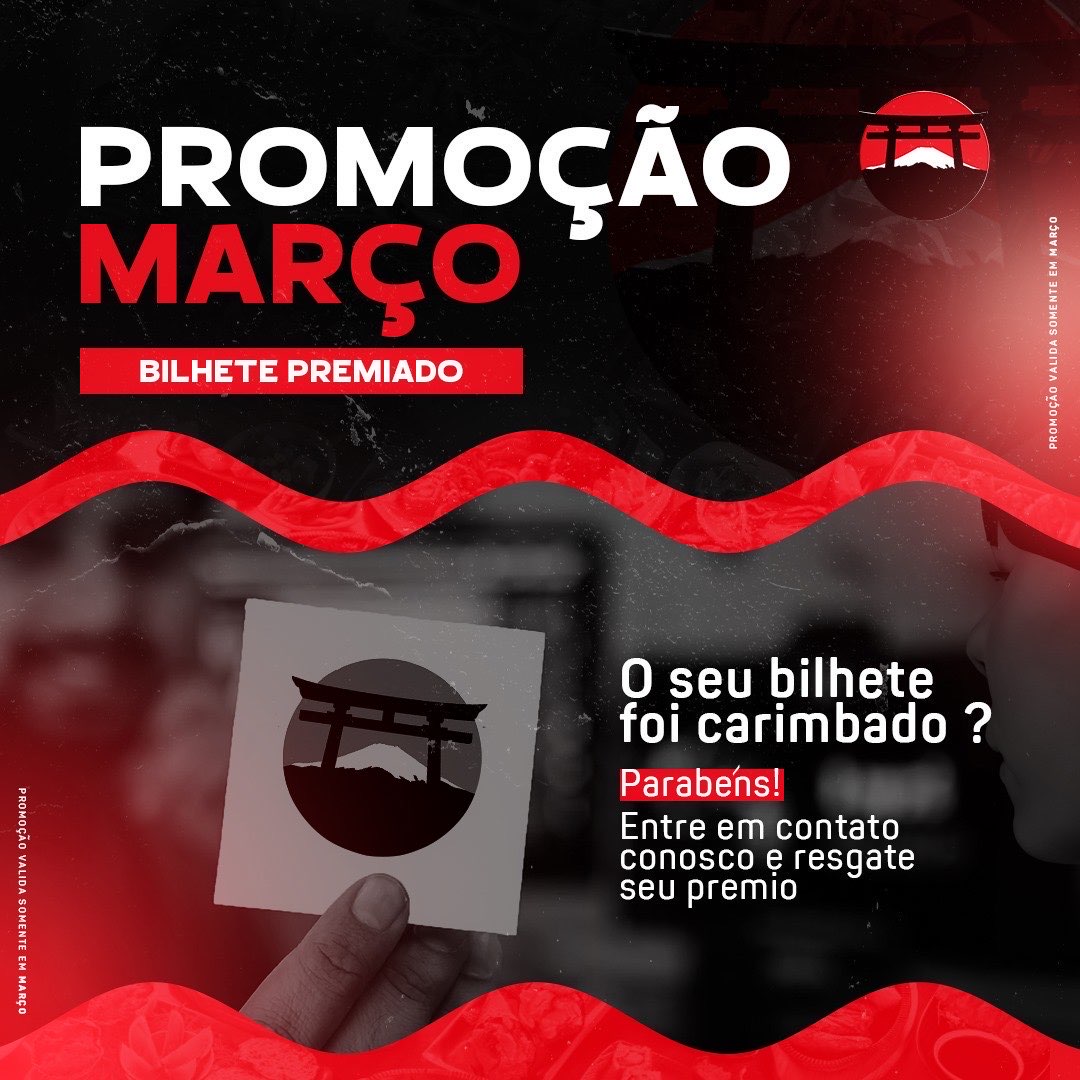 PROMOÇÃO
MARÇO
BILHETE PREMIADO
PROMOÇÃO VALIDA SOMENTE EM MARÇO
O seu bilhete
foi carimbado ?
Parabéns!
Entre em contato
conosco e resgate
seu premio
PROMOÇÃO VALIDA SOMENTE EM MARÇO